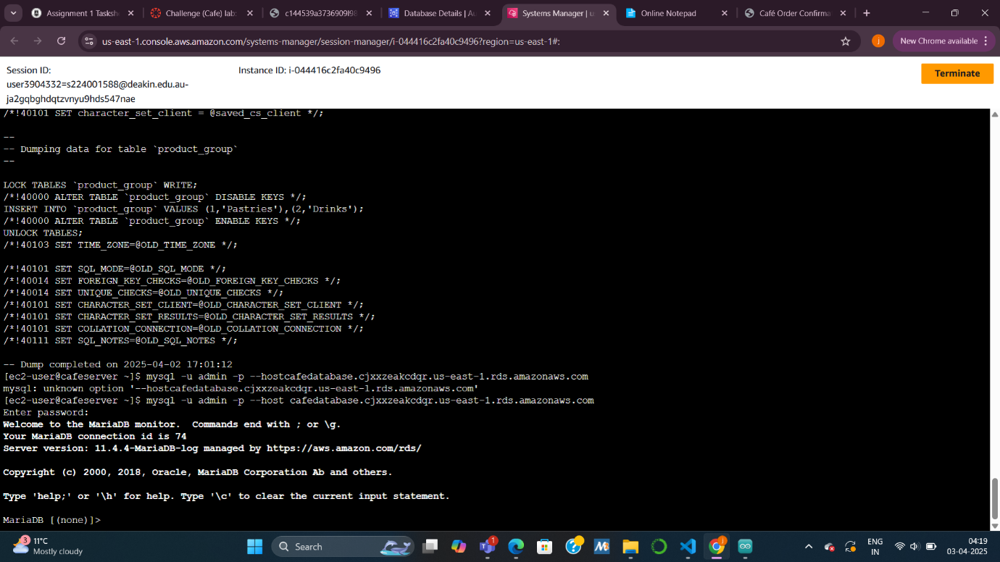 Assignment 1 Tasksh
Challenge (Cafe) lab:
c144539a3736909l98
Database Details | Au
Systems Manager | us
Online Notepad
Café Order Confirma
us-east-1.console.aws.amazon.com/systems-manager/session-manager/i-044416c2fa40c9496?region=us-east-1#:
j
New Chrome available
Session ID:
Instance ID: i-044416c2fa40c9496
Terminate
user3904332=s224001588@deakin.edu.au-
ja2gqbghdqtzvnyu9hds547nae
/*!40101 SET character_set_client = @saved_cs_client */;
--
-- Dumping data for table `product_group`
--
LOCK TABLES `product_group` WRITE;
/*!40000 ALTER TABLE `product_group` DISABLE KEYS */;
INSERT INTO `product_group` VALUES (1,'Pastries'),(2,'Drinks');
/*!40000 ALTER TABLE `product_group` ENABLE KEYS */;
UNLOCK TABLES;
/*!40103 SET TIME_ZONE=@OLD_TIME_ZONE */;
/*!40101 SET SQL_MODE=@OLD_SQL_MODE */;
/*!40014 SET FOREIGN_KEY_CHECKS=@OLD_FOREIGN_KEY_CHECKS */;
/*!40014 SET UNIQUE_CHECKS=@OLD_UNIQUE_CHECKS */;
/*!40101 SET CHARACTER_SET_CLIENT=@OLD_CHARACTER_SET_CLIENT */;
/*!40101 SET CHARACTER_SET_RESULTS=@OLD_CHARACTER_SET_RESULTS */;
/*!40101 SET COLLATION_CONNECTION=@OLD_COLLATION_CONNECTION */;
/*!40111 SET SQL_NOTES=@OLD_SQL_NOTES */;
-- Dump completed on 2025-04-02 17:01:12
[ec2-user@cafeserver ~]$ mysql -u admin -p --hostcafedatabase.cjxxzeakcdqr.us-east-1.rds.amazonaws.com
mysql: unknown option '--hostcafedatabase.cjxxzeakcdqr.us-east-1.rds.amazonaws.com'
[ec2-user@cafeserver ~]$ mysql -u admin -p --host cafedatabase.cjxxzeakcdqr.us-east-1.rds.amazonaws.com
Enter password:
Welcome to the MariaDB monitor.  Commands end with ; or \g.
Your MariaDB connection id is 74
Server version: 11.4.4-MariaDB-log managed by https://aws.amazon.com/rds/
Copyright (c) 2000, 2018, Oracle, MariaDB Corporation Ab and others.
Type 'help;' or '\h' for help. Type '\c' to clear the current input statement.
MariaDB [(none)]>
3
11°C
Mostly cloudy
Search
1
j
ENG
IN
04:19
03-04-2025